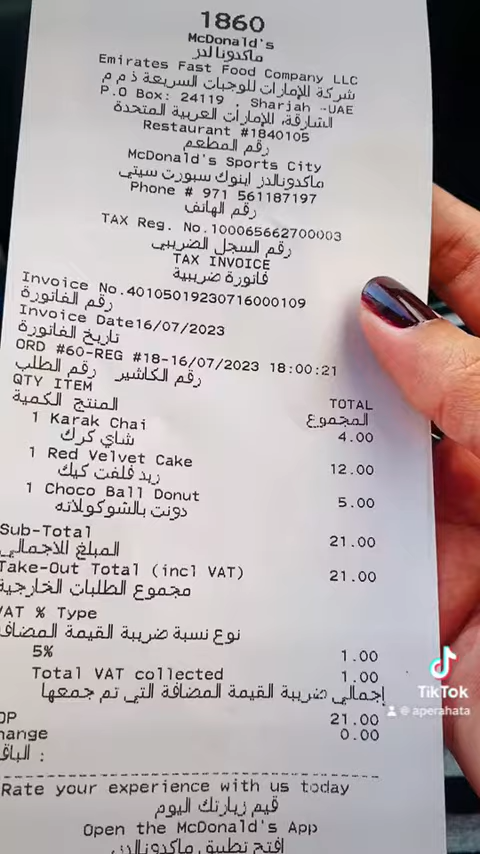 1860
McDonald's
ماكدونالدز
Emirates Fast Food Company LLC
شركة الإمارات للوجبات السريعة ذ م م
P.O Box: 24119 , Sharjah -UAE
الشارقة، الإمارات العربية المتحدة
Restaurant #1840105
رقم المطعم
McDonald's Sports City
ماكدونالدز اينوك سبورت سيتي
Phone # 971 561187197
رقم الهاتف
TAX Reg. No.100065662700003
رقم السجل الضريبي
TAX INVOICE
فاتورة ضريبية
Invoice No.40105019230716000109
رقم الفاتورة
Invoice Date16/07/2023
تاريخ الفاتورة
ORD #60-REG #18-16/07/2023 18:00:21
رقم الكاشير رقم الطلب
QTY ITEM TOTAL
المنتج الكمية المجموع
1 Karak Chai 4.00
شاي كرك
1 Red Velvet Cake 12.00
ريد فلفت كيك
1 Choco Ball Donut 5.00
دونت بالشوكولاته
Sub-Total 21.00
المبلغ الاجمالي
Take-Out Total (incl VAT) 21.00
مجموع الطلبات الخارجية
VAT % Type
نوع نسبة ضريبة القيمة المضافة
5% 1.00
Total VAT collected 1.00
إجمالي ضريبة القيمة المضافة التي تم جمعها
OP 21.00
hange 0.00
: الباق
Rate your experience with us today
قيم زيارتك اليوم
Open the McDonald's App
افتح تطبيق ماكدونالدز
TikTok
@aperahata